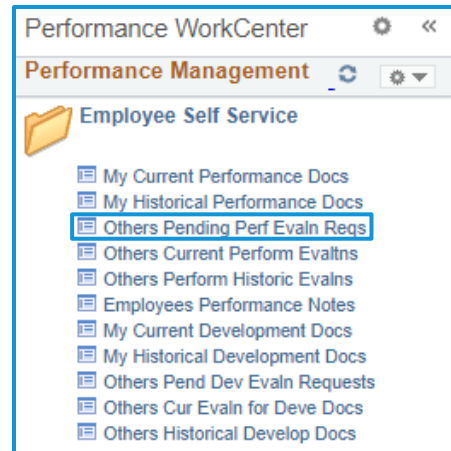 Performance WorkCenter
Performance Management
Employee Self Service
My Current Performance Docs
My Historical Performance Docs
Others Pending Perf Evaln Reqs
Others Current Perform Evaltns
Others Perform Historic Evalns
Employees Performance Notes
My Current Development Docs
My Historical Development Docs
Others Pend Dev Evaln Requests
Others Cur Evaln for Deve Docs
Others Historical Develop Docs